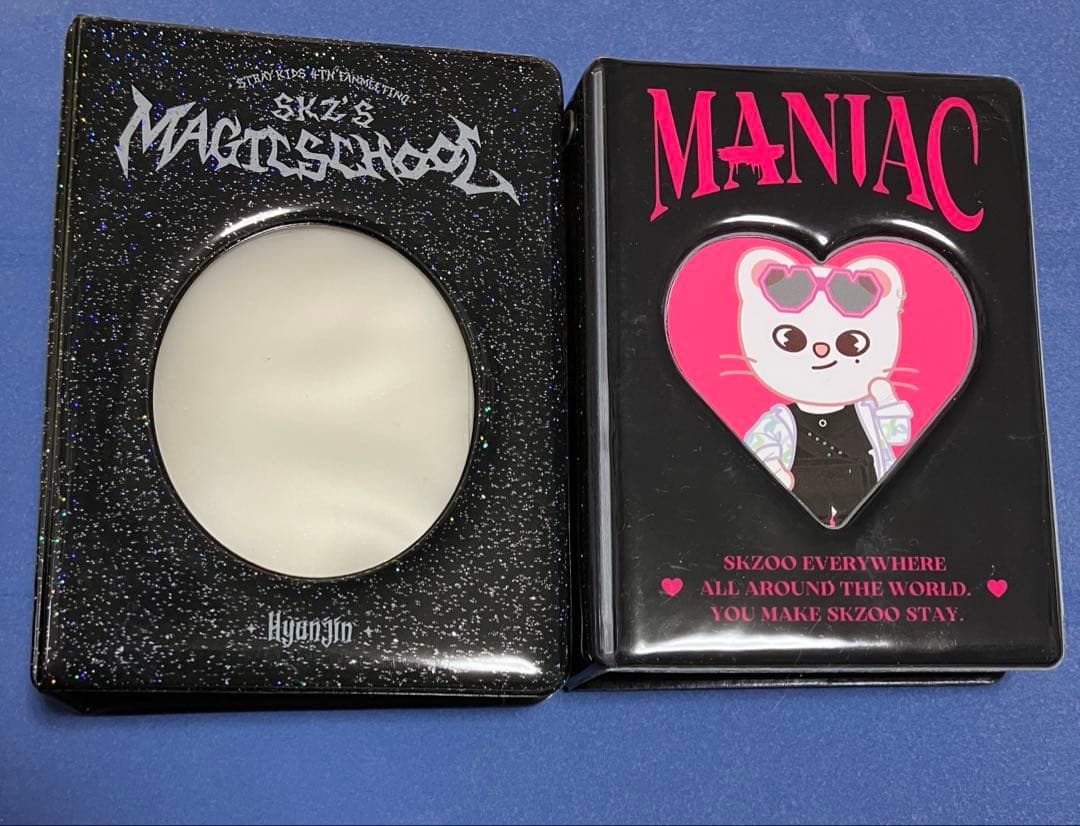 STRAY KIDS 4TH FANMEETING
SKZ'S
MAGIC SCHOOL
Hyunjin
MANIAC
SKZOO EVERYWHERE
ALL AROUND THE WORLD.
YOU MAKE SKZOO STAY.